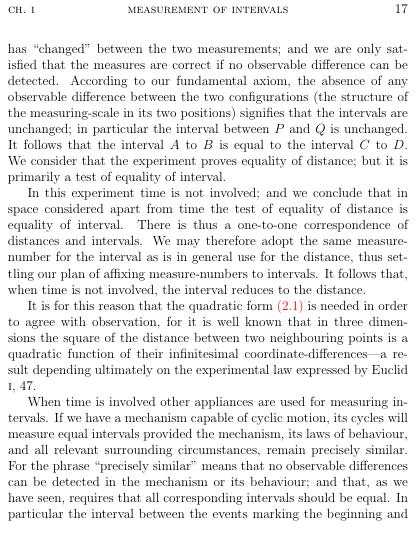 CH. I MEASUREMENT OF INTERVALS 17
has “changed” between the two measurements; and we are only sat-
isfied that the measures are correct if no observable difference can be
detected. According to our fundamental axiom, the absence of any
observable difference between the two configurations (the structure of
the measuring-scale in its two positions) signifies that the intervals are
unchanged; in particular the interval between P and Q is unchanged.
It follows that the interval A to B is equal to the interval C to D.
We consider that the experiment proves equality of distance; but it is
primarily a test of equality of interval.
In this experiment time is not involved; and we conclude that in
space considered apart from time the test of equality of distance is
equality of interval. There is thus a one-to-one correspondence of
distances and intervals. We may therefore adopt the same measure-
number for the interval as is in general use for the distance, thus set-
tling our plan of affixing measure-numbers to intervals. It follows that,
when time is not involved, the interval reduces to the distance.
It is for this reason that the quadratic form (2.1) is needed in order
to agree with observation, for it is well known that in three dimen-
sions the square of the distance between two neighbouring points is a
quadratic function of their infinitesimal coordinate-differences—a re-
sult depending ultimately on the experimental law expressed by Euclid
I, 47.
When time is involved other appliances are used for measuring in-
tervals. If we have a mechanism capable of cyclic motion, its cycles will
measure equal intervals provided the mechanism, its laws of behaviour,
and all relevant surrounding circumstances, remain precisely similar.
For the phrase “precisely similar” means that no observable differences
can be detected in the mechanism or its behaviour; and that, as we
have seen, requires that all corresponding intervals should be equal. In
particular the interval between the events marking the beginning and